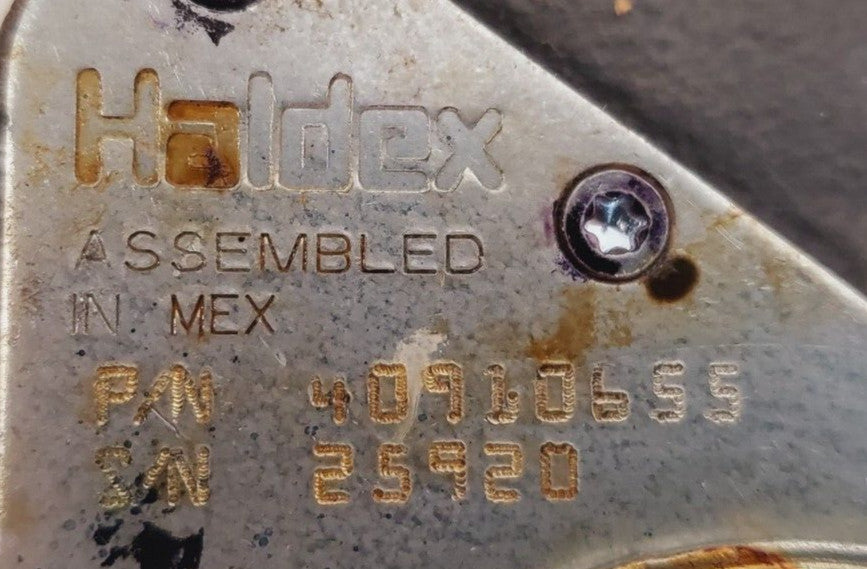 Haldex
ASSEMBLED
IN MEX
P/N 40910655
S/N 25920